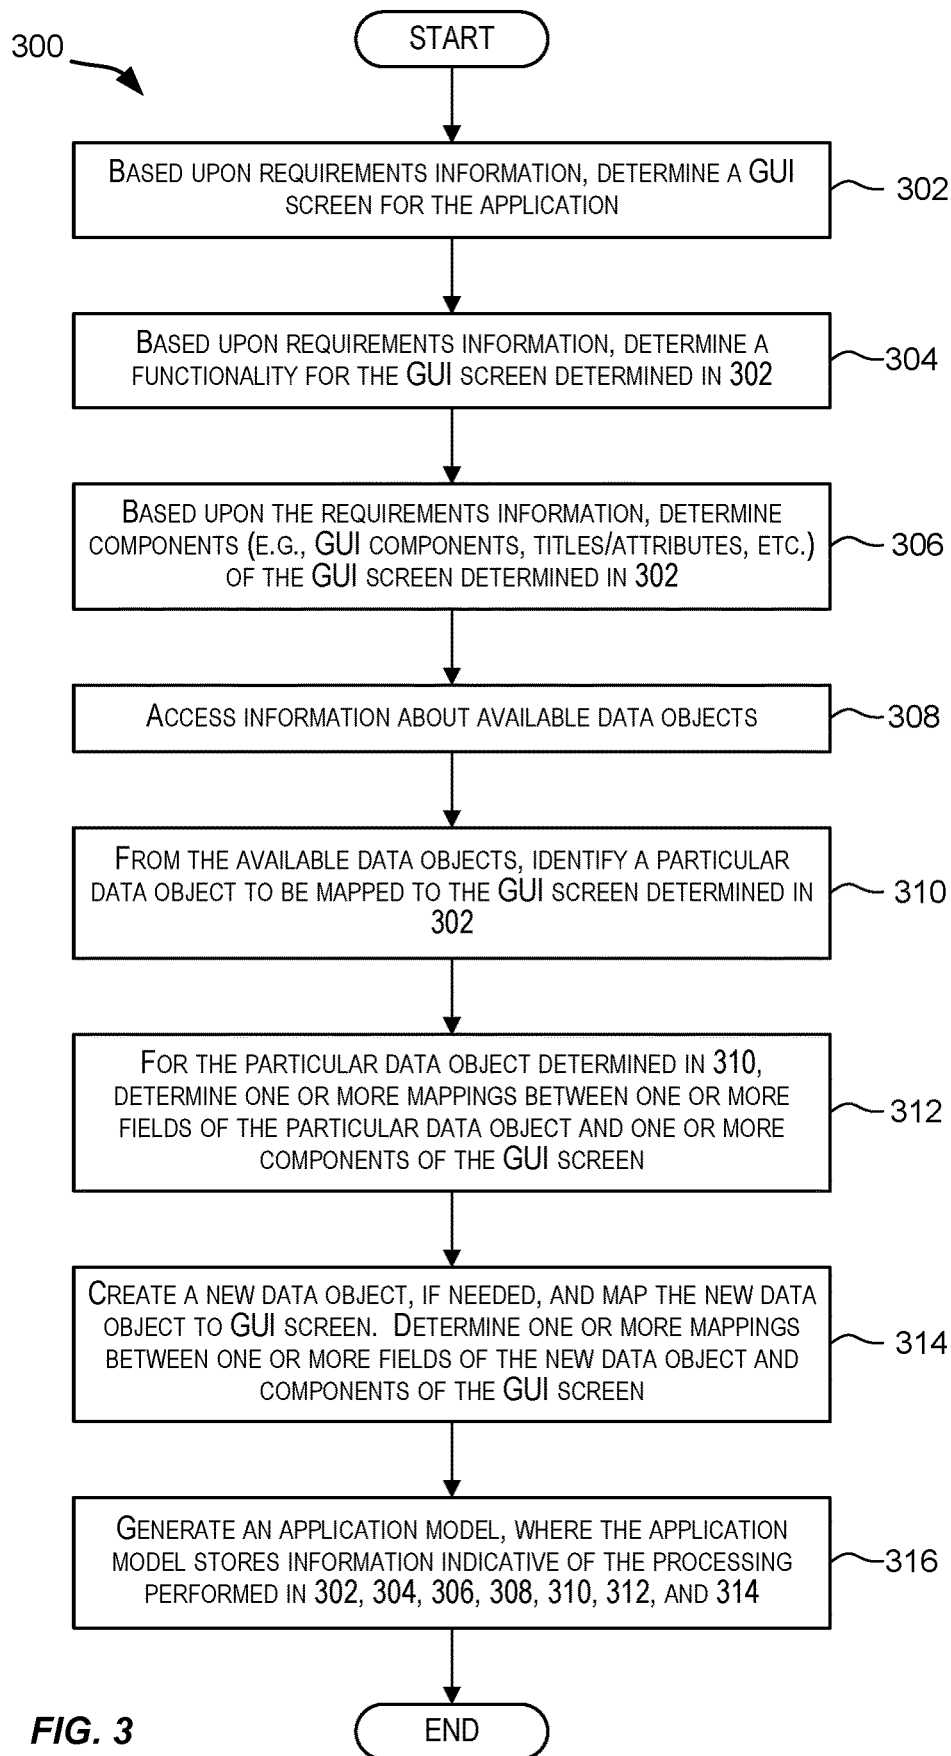 300
START
BASED UPON REQUIREMENTS INFORMATION, DETERMINE A GUI
SCREEN FOR THE APPLICATION
302
BASED UPON REQUIREMENTS INFORMATION, DETERMINE A
FUNCTIONALITY FOR THE GUI SCREEN DETERMINED IN 302
304
BASED UPON THE REQUIREMENTS INFORMATION, DETERMINE
COMPONENTS (E.G., GUI COMPONENTS, TITLES/ATTRIBUTES, ETC.)
OF THE GUI SCREEN DETERMINED IN 302
306
ACCESS INFORMATION ABOUT AVAILABLE DATA OBJECTS
308
FROM THE AVAILABLE DATA OBJECTS, IDENTIFY A PARTICULAR
DATA OBJECT TO BE MAPPED TO THE GUI SCREEN DETERMINED IN
302
310
FOR THE PARTICULAR DATA OBJECT DETERMINED IN 310,
DETERMINE ONE OR MORE MAPPINGS BETWEEN ONE OR MORE
FIELDS OF THE PARTICULAR DATA OBJECT AND ONE OR MORE
COMPONENTS OF THE GUI SCREEN
312
CREATE A NEW DATA OBJECT, IF NEEDED, AND MAP THE NEW DATA
OBJECT TO GUI SCREEN. DETERMINE ONE OR MORE MAPPINGS
BETWEEN ONE OR MORE FIELDS OF THE NEW DATA OBJECT AND
COMPONENTS OF THE GUI SCREEN
314
GENERATE AN APPLICATION MODEL, WHERE THE APPLICATION
MODEL STORES INFORMATION INDICATIVE OF THE PROCESSING
PERFORMED IN 302, 304, 306, 308, 310, 312, AND 314
316
END
FIG. 3